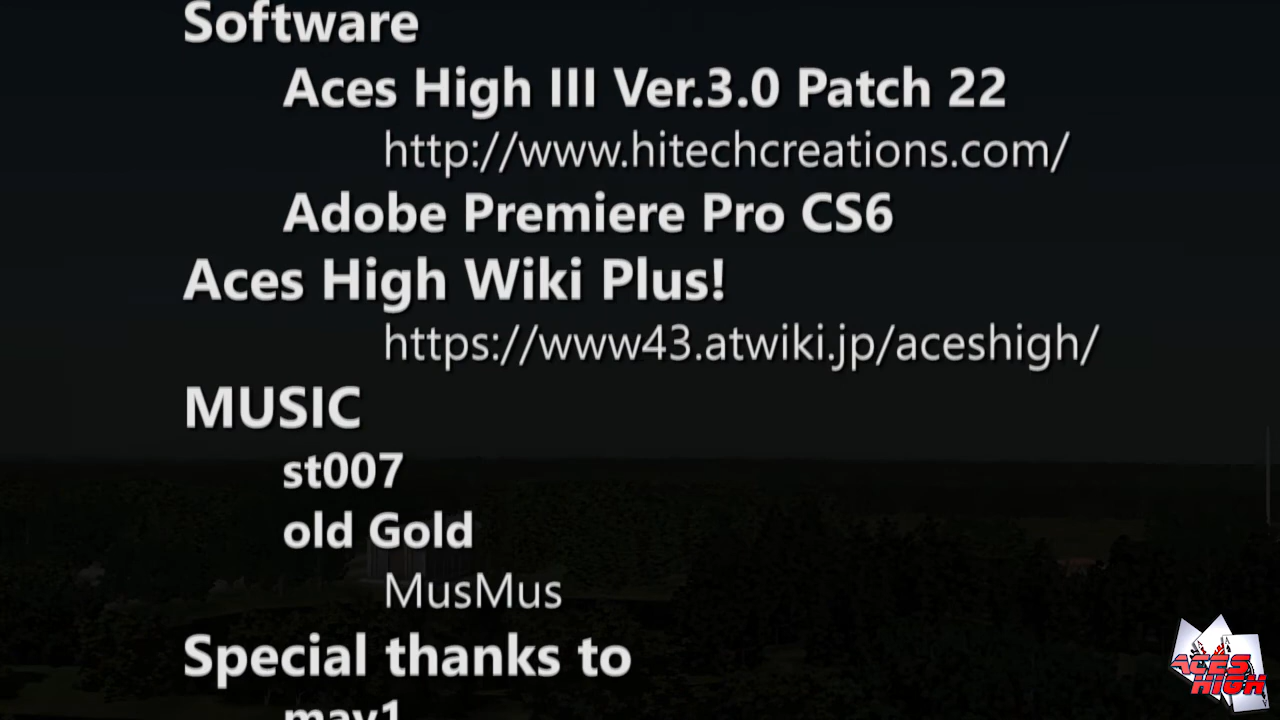 Software
Aces High III Ver.3.0 Patch 22
http://www.hitechcreations.com/
Adobe Premiere Pro CS6
Aces High Wiki Plus!
https://www43.atwiki.jp/aceshigh/
MUSIC
st007
old Gold
MusMus
Special thanks to
ACES
HIGH